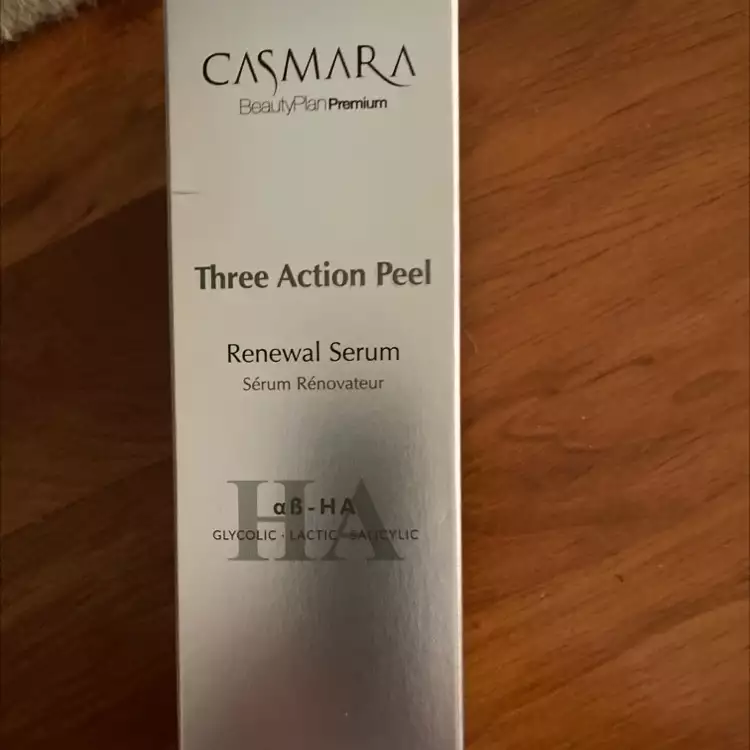 CASMARA
BeautyPlan Premium
Three Action Peel
Renewal Serum
Sérum Rénovateur
HA
αß-HA
GLYCOLIC · LACTIC · SALICYLIC